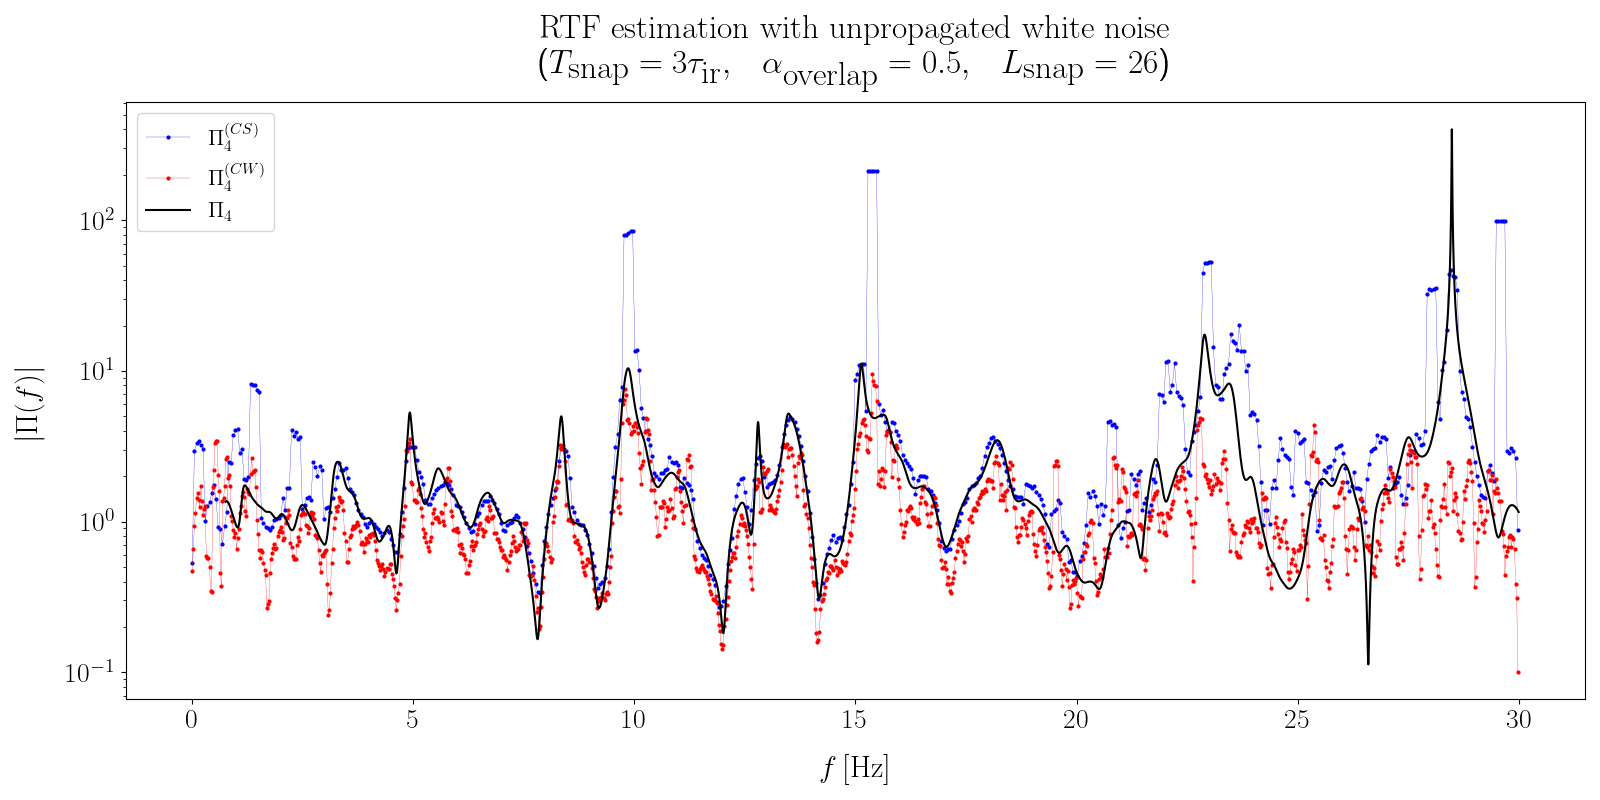 RTF estimation with unpropagated white noise
(T_snap = 3τ_ir, α_overlap = 0.5, L_snap = 26)
Π_4^(CS)
Π_4^(CW)
Π_4
|Π(f)|
10^2
10^1
10^0
10^−1
0 5 10 15 20 25 30
f [Hz]